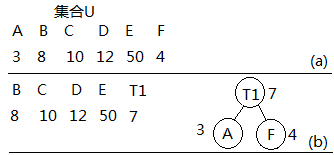 集合U
A B C D E F
3 8 10 12 50 4
(a)
B C D E T1
8 10 12 50 7
T1 7
3 A F 4
(b)